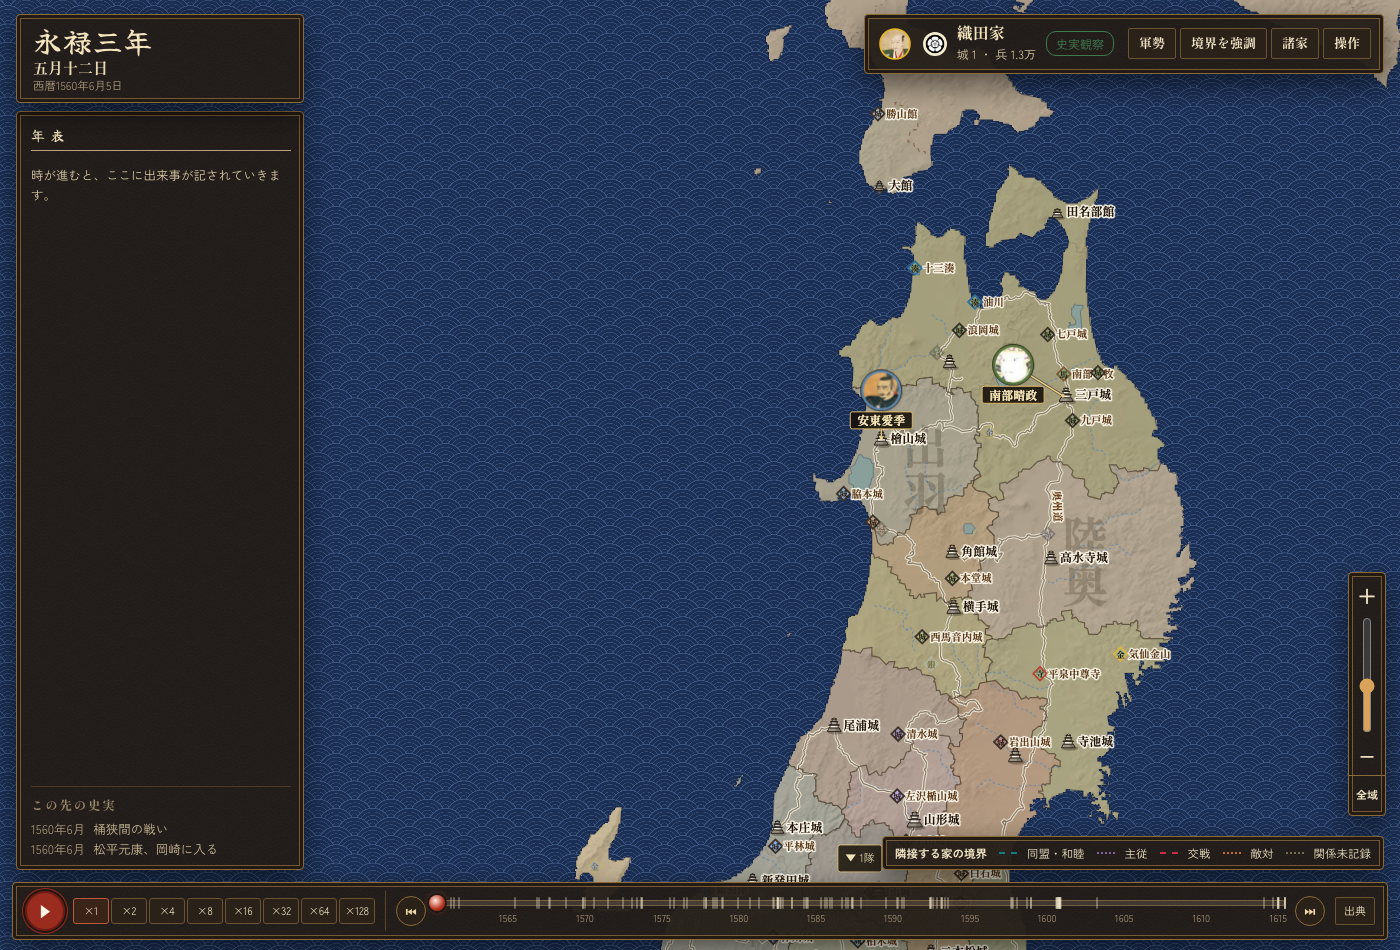 永禄三年
五月十二日
西暦1560年6月5日
年表
時が進むと、ここに出来事が記されていきま
す。
この先の史実
1560年6月 桶狭間の戦い
1560年6月 松平元康、岡崎に入る
織田家
城 1 ・ 兵 1.3万
史実観察
軍勢
境界を強調
諸家
操作
勝山館
大館
田名部館
十三湊
油川
浪岡城
七戸城
南部
牧
南部晴政
三戸城
安東愛季
九戸城
檜山城
出羽
脇本城
奥州道
陸奥
角館城
高水寺城
本堂城
横手城
西馬音内城
気仙金山
平泉中尊寺
尾浦城
清水城
岩出山城
寺池城
左沢楯山城
山形城
本庄城
平林城
新発田城
白石城
金
＋
－
全域
▼ 1隊
隣接する家の境界
同盟・和睦
主従
交戦
敵対
関係未記録
×1
×2
×4
×8
×16
×32
×64
×128
1565
1570
1575
1580
1585
1590
1595
1600
1605
1610
1615
出典